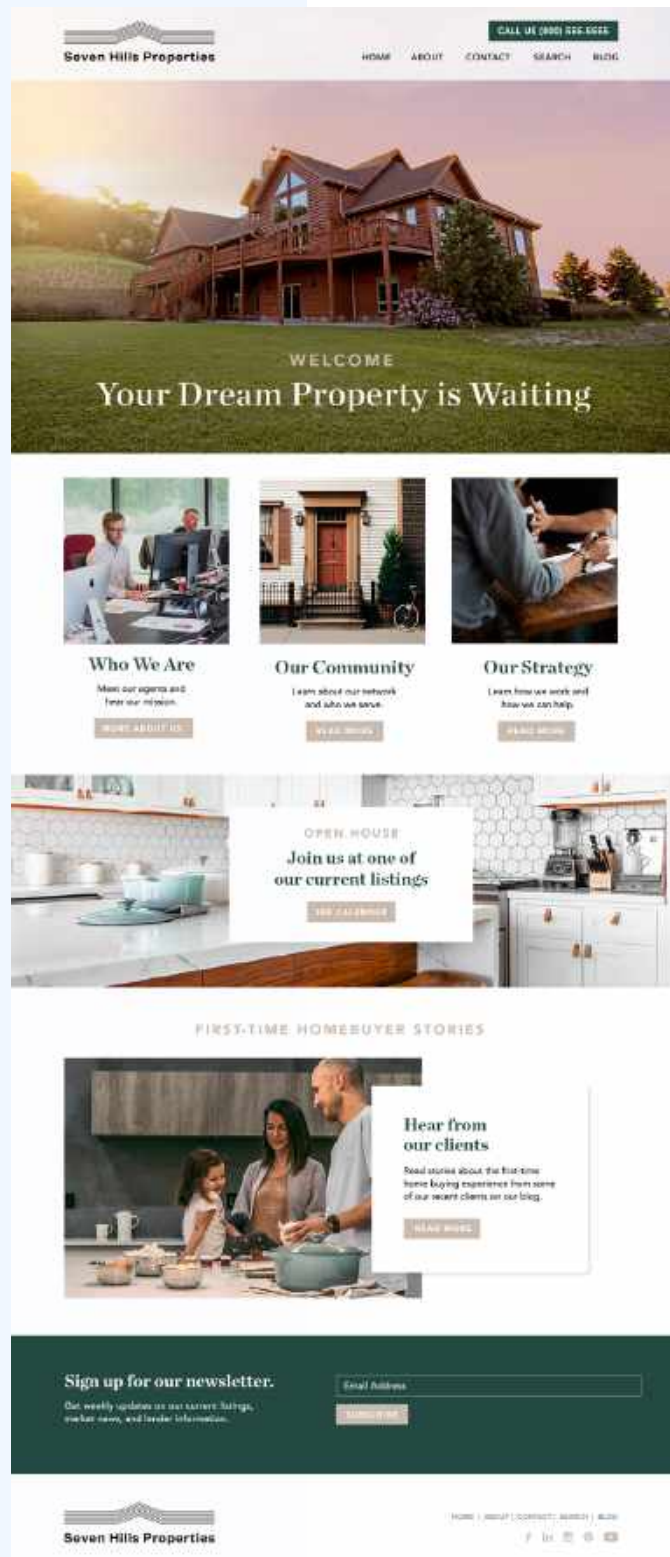 CALL US (800) 555-5555
Seven Hills Properties
HOME ABOUT CONTACT SEARCH BLOG
WELCOME
Your Dream Property is Waiting
Who We Are
Meet our agents and
hear our mission.
MORE ABOUT US
Our Community
Learn about our network
and who we serve.
READ MORE
Our Strategy
Learn how we work and
how we can help.
READ MORE
OPEN HOUSE
Join us at one of
our current listings
SEE CALENDAR
FIRST-TIME HOMEBUYER STORIES
Hear from
our clients
Read stories about the first-time
home buying experience from some
of our recent clients on our blog.
READ MORE
Sign up for our newsletter.
Get weekly updates on our current listings,
market news, and lender information.
Email Address
SUBSCRIBE
Seven Hills Properties
HOME | ABOUT | CONTACT | SEARCH | BLOG